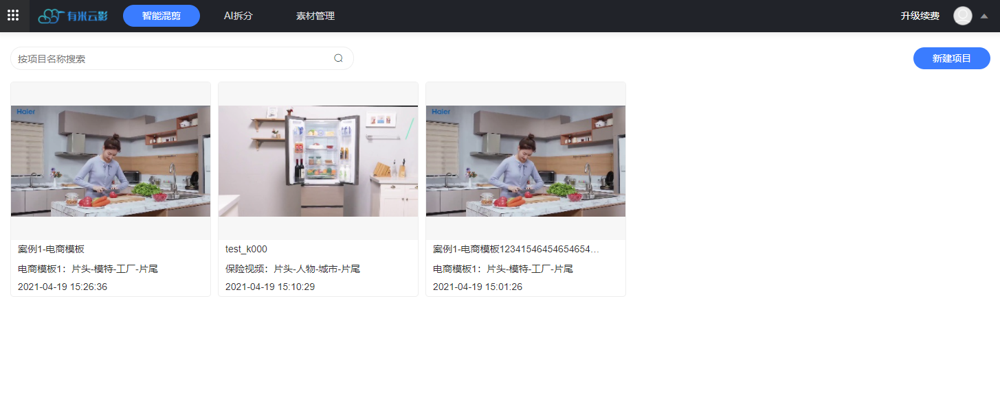 有米云影 智能混剪 AI拆分 素材管理 升级续费
按项目名称搜索 新建项目
Haier
Haier
案例1-电商模板
电商模板1：片头-模特-工厂-片尾
2021-04-19 15:26:36
test_k000
保险视频：片头-人物-城市-片尾
2021-04-19 15:10:29
案例1-电商模板12341546454654654…
电商模板1：片头-模特-工厂-片尾
2021-04-19 15:01:26